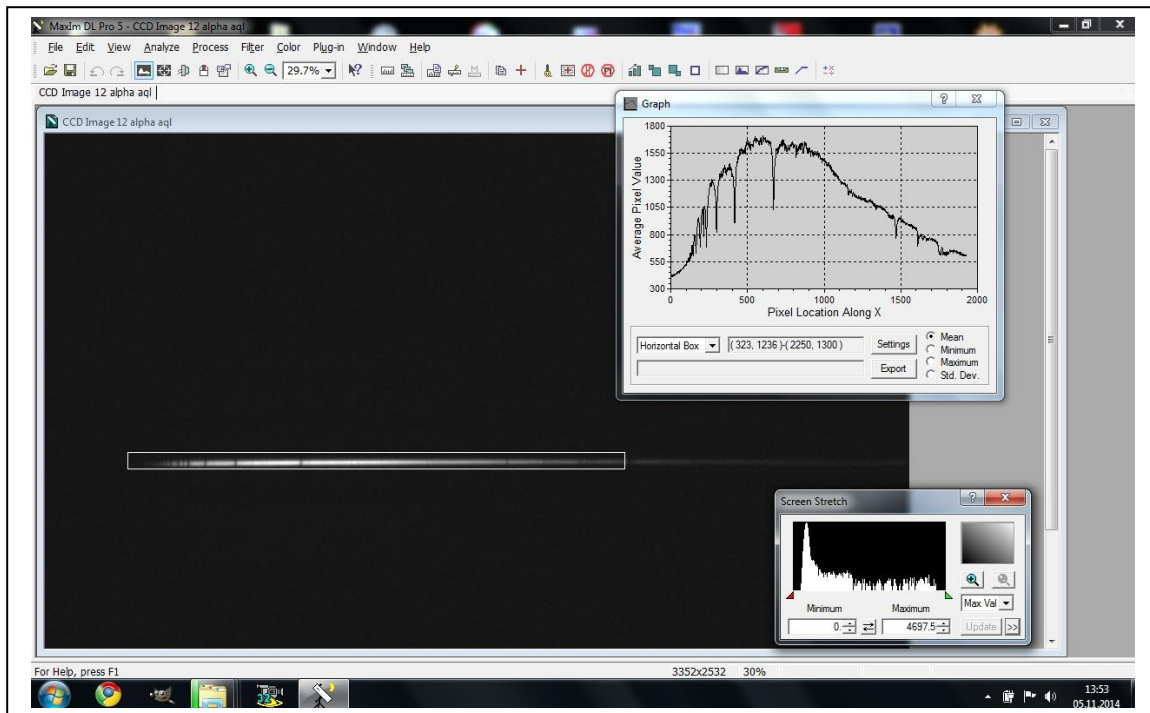 MaxIm DL Pro 5 - CCD Image 12 alpha aql
File Edit View Analyze Process Filter Color Plug-in Window Help
29.7%
CCD Image 12 alpha aql
CCD Image 12 alpha aql
Graph
1800
1550
1300
1050
800
550
300
Average Pixel Value
0 500 1000 1500 2000
Pixel Location Along X
Horizontal Box ( 323, 1236 )-( 2250, 1300 ) Settings
Export
Mean
Minimum
Maximum
Std. Dev.
Screen Stretch
Minimum Maximum Max Val
0. 4697.5 Update >>
For Help, press F1 3352x2532 30%
13:53
05.11.2014